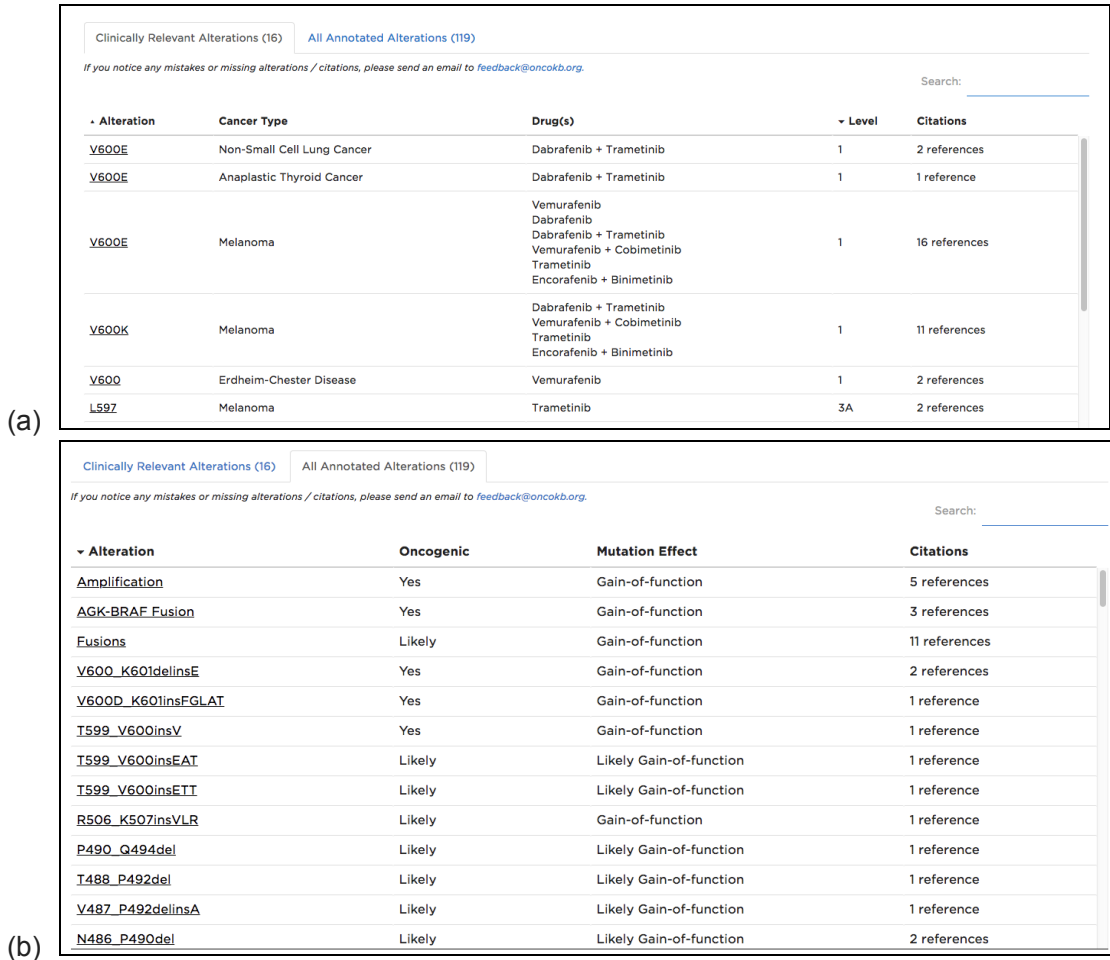 Clinically Relevant Alterations (16) All Annotated Alterations (119)
If you notice any mistakes or missing alterations / citations, please send an email to feedback@oncokb.org.
Search:
Alteration Cancer Type Drug(s) Level Citations
V600E Non-Small Cell Lung Cancer Dabrafenib + Trametinib 1 2 references
V600E Anaplastic Thyroid Cancer Dabrafenib + Trametinib 1 1 reference
Vemurafenib
Dabrafenib
Dabrafenib + Trametinib
V600E Melanoma 1 16 references
Vemurafenib + Cobimetinib
Trametinib
Encorafenib + Binimetinib
Dabrafenib + Trametinib
Vemurafenib + Cobimetinib
V600K Melanoma 1 11 references
Trametinib
Encorafenib + Binimetinib
V600 Erdheim-Chester Disease Vemurafenib 1 2 references
L597 Melanoma Trametinib 3A 2 references
(a)
Clinically Relevant Alterations (16) All Annotated Alterations (119)
If you notice any mistakes or missing alterations / citations, please send an email to feedback@oncokb.org.
Search:
Alteration Oncogenic Mutation Effect Citations
Amplification Yes Gain-of-function 5 references
AGK-BRAF Fusion Yes Gain-of-function 3 references
Fusions Likely Gain-of-function 11 references
V600_K601delinsE Yes Gain-of-function 2 references
V600D_K601insFGLAT Yes Gain-of-function 1 reference
T599_V600insV Yes Gain-of-function 1 reference
T599_V600insEAT Likely Likely Gain-of-function 1 reference
T599_V600insETT Likely Likely Gain-of-function 1 reference
R506_K507insVLR Likely Gain-of-function 1 reference
P490_Q494del Likely Likely Gain-of-function 1 reference
T488_P492del Likely Likely Gain-of-function 1 reference
V487_P492delinsA Likely Likely Gain-of-function 1 reference
N486_P490del Likely Likely Gain-of-function 2 references
(b)